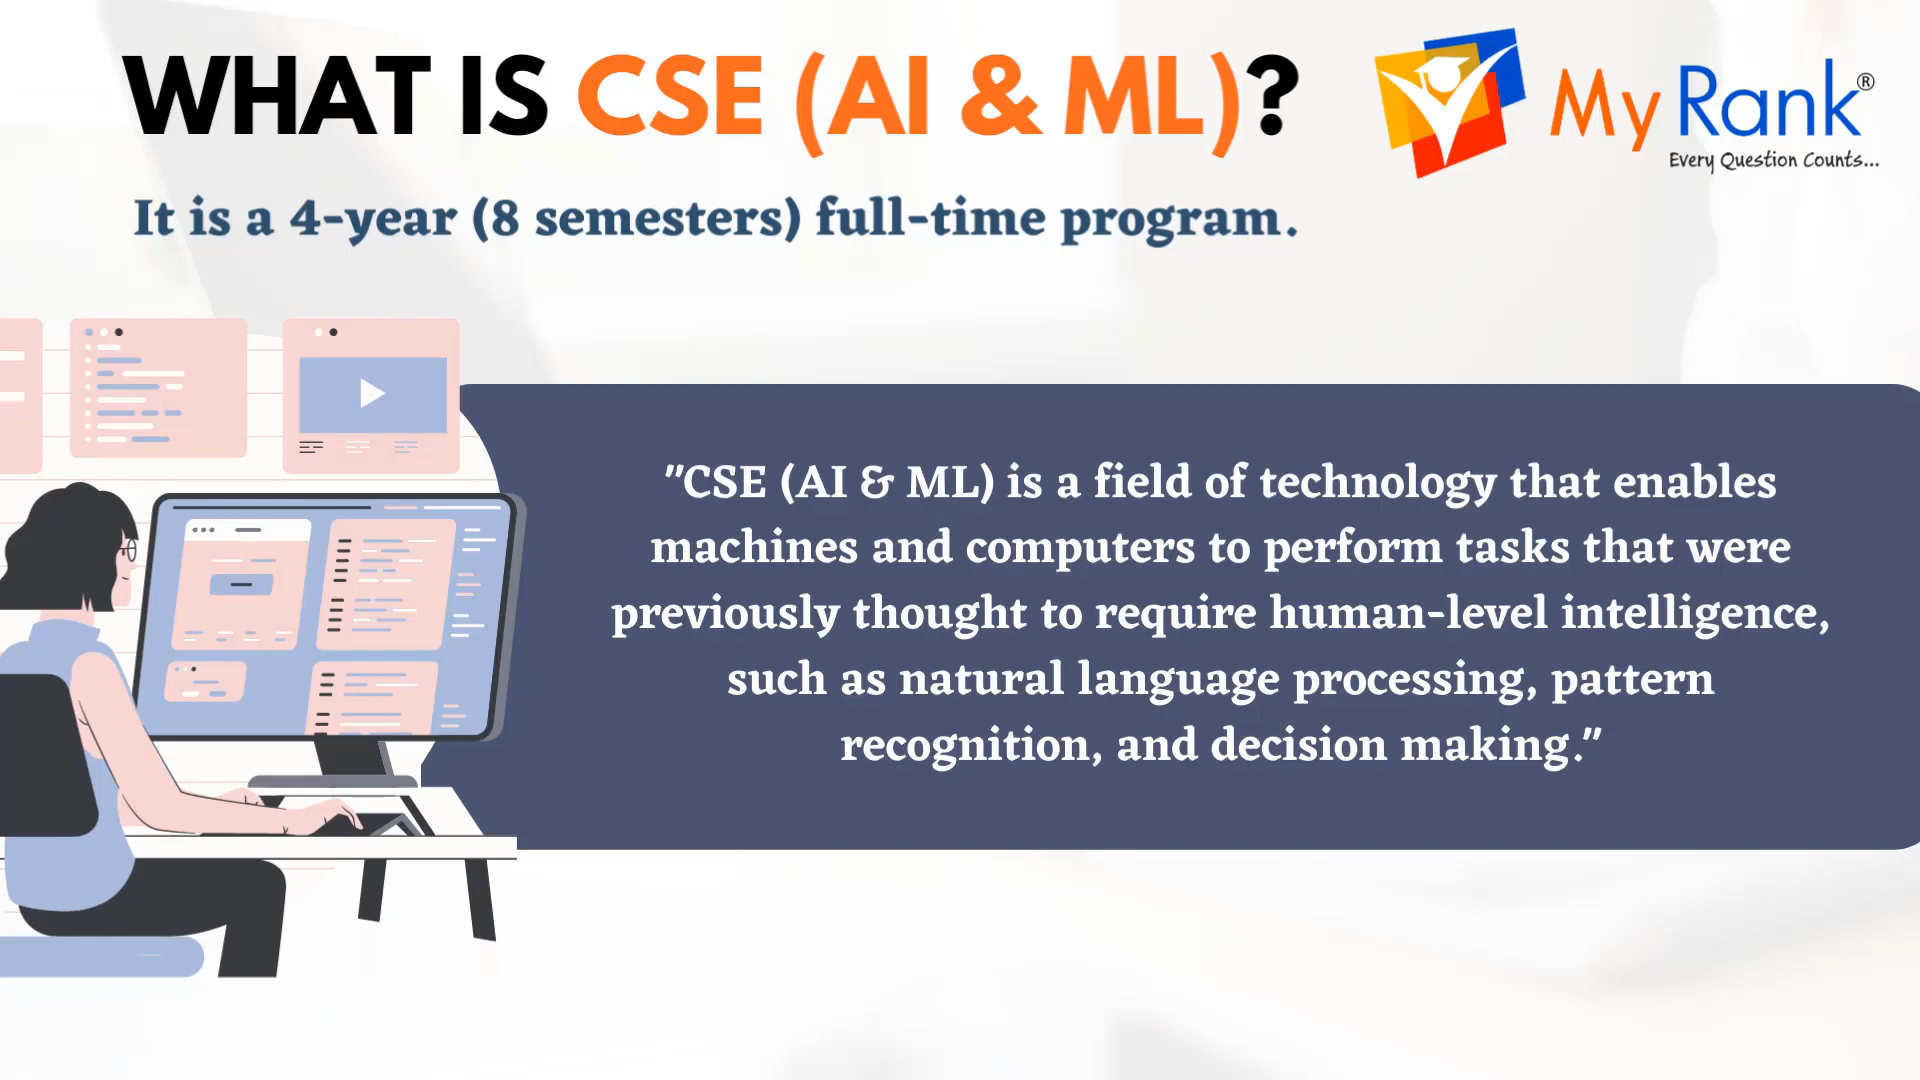 WHAT IS CSE (AI & ML)?
My Rank®
Every Question Counts...
It is a 4-year (8 semesters) full-time program.
"CSE (AI & ML) is a field of technology that enables
machines and computers to perform tasks that were
previously thought to require human-level intelligence,
such as natural language processing, pattern
recognition, and decision making."